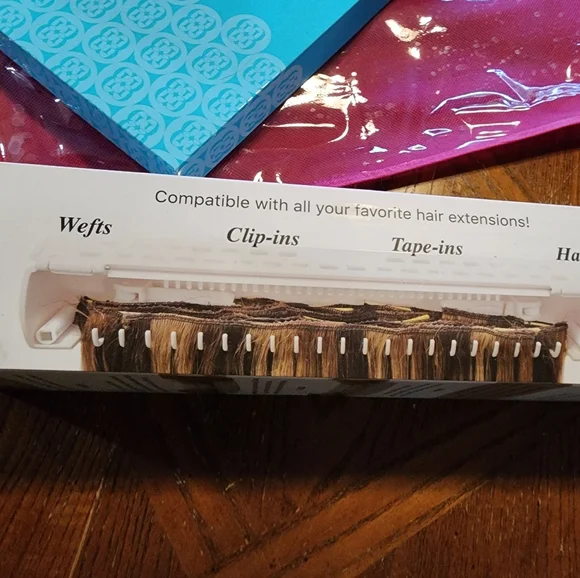 Compatible with all your favorite hair extensions!
Wefts Clip-ins Tape-ins